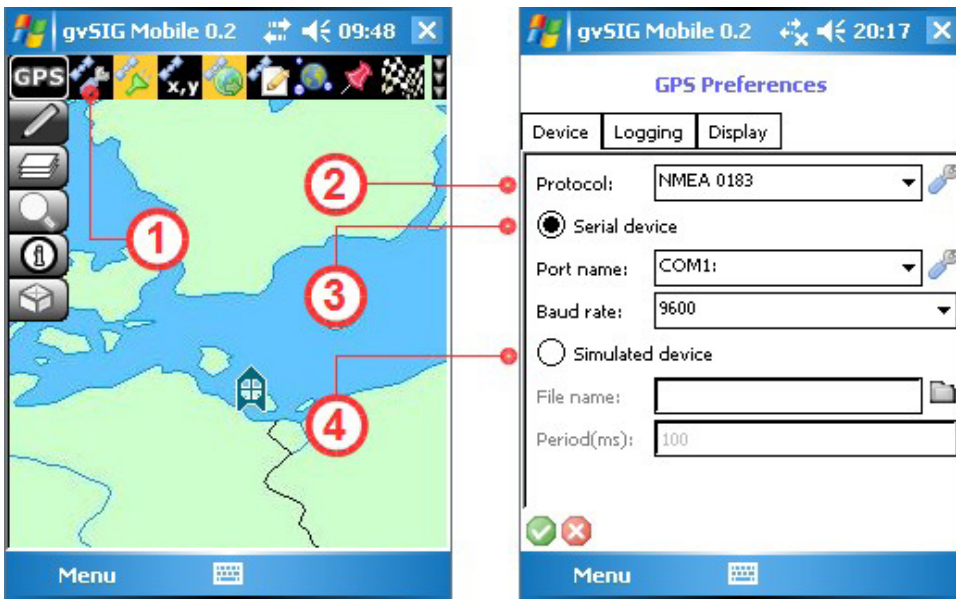 gvSIG Mobile 0.2 09:48
GPS
x,y
1
2
3
4
Menu
gvSIG Mobile 0.2 20:17
GPS Preferences
Device Logging Display
Protocol: NMEA 0183
Serial device
Port name: COM1:
Baud rate: 9600
Simulated device
File name:
Period(ms): 100
Menu